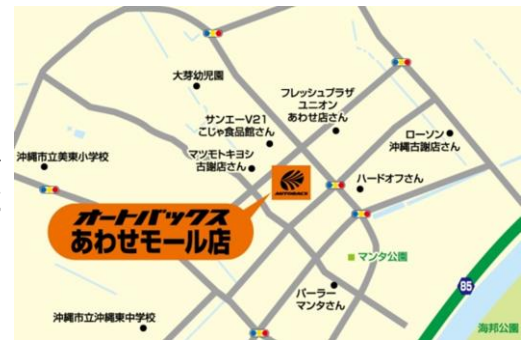 大芽幼児園
フレッシュプラザ
ユニオン
あわせ店さん
サンエーV21
こじゃ食品館さん
マツモトキヨシ
古謝店さん
ローソン
沖縄古謝店さん
沖縄市立美東小学校
ハードオフさん
AUTOBACS
オートバックス
あわせモール店
マンタ公園
85
パーラー
マンタさん
沖縄市立沖縄東中学校
海邦公園